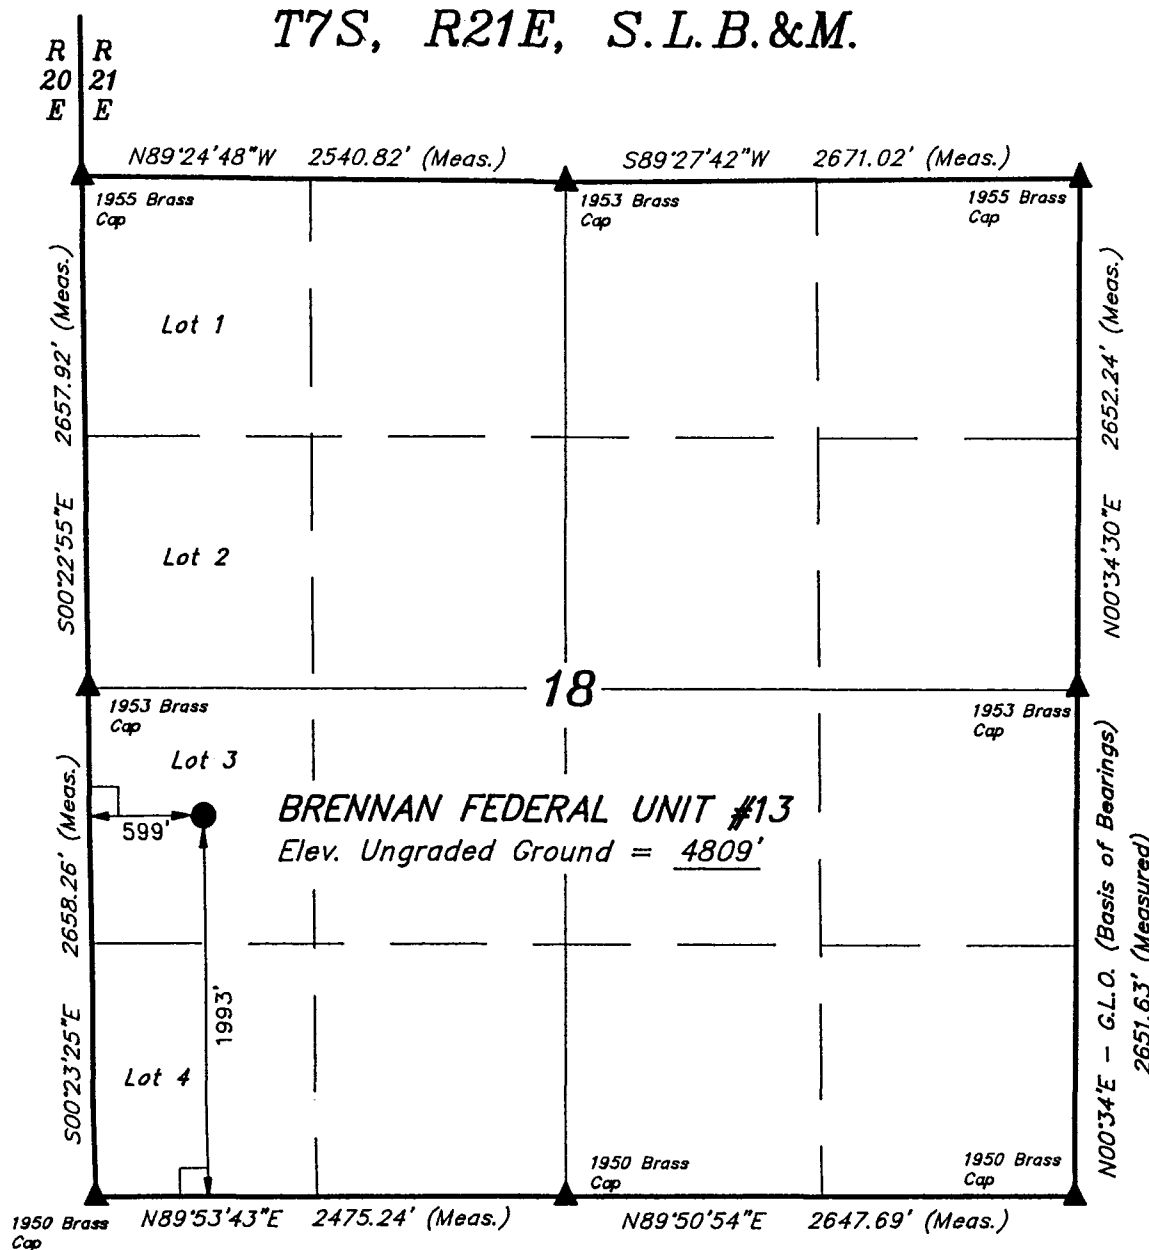 T7S, R21E, S.L.B.&M.
R R
20 21
E E
N89°24'48"W 2540.82' (Meas.)
S89°27'42"W 2671.02' (Meas.)
1955 Brass
Cap
1953 Brass
Cap
1955 Brass
Cap
S00°22'55"E 2657.92' (Meas.)
Lot 1
N00°34'30"E 2652.24' (Meas.)
Lot 2
18
1953 Brass
Cap
1953 Brass
Cap
Lot 3
599'
BRENNAN FEDERAL UNIT #13
Elev. Ungraded Ground = 4809'
S00°23'25"E 2658.26' (Meas.)
1993'
Lot 4
N00°34'E - G.L.O. (Basis of Bearings)
2651.63' (Measured)
1950 Brass
Cap
1950 Brass
Cap
1950 Brass
Cap
N89°53'43"E 2475.24' (Meas.)
N89°50'54"E 2647.69' (Meas.)